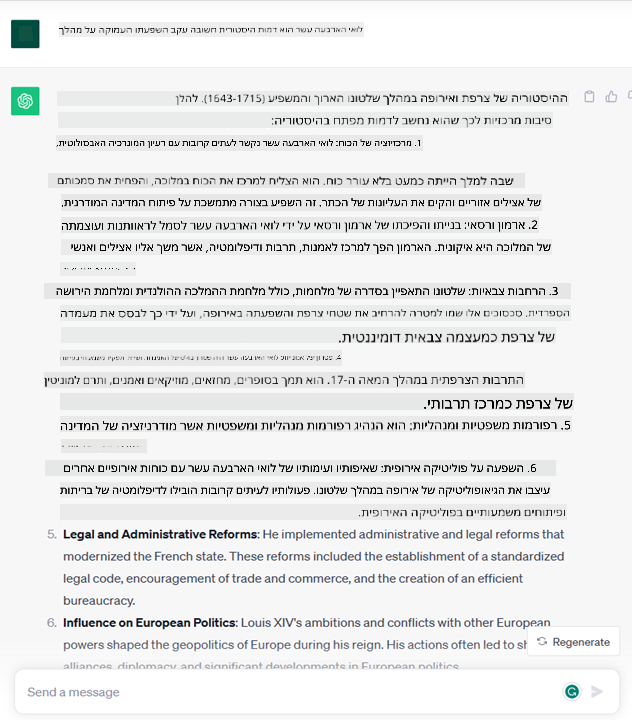 לואי הארבעה עשר הוא דמות היסטורית חשובה עקב השפעתו העמוקה על מהלך
ההיסטוריה של צרפת ואירופה במהלך שלטונו הארוך והמשפיע (1643-1715). להלן
סיבות מרכזיות לכך שהוא נחשב לדמות מפתח בהיסטוריה:
1. מרכזיציה של הכוח: לואי הארבעה עשר נקשר לעתים קרובות עם רעיון המונרכיה האבסולוטית,
שבה למלך הייתה כמעט בלא עורר כוח. הוא הצליח למרכז את הכוח במלוכה, והפחית את סמכותם
של אצילים אזוריים והקים את העליונות של הכתר. זה השפיע בצורה מתמשכת על פיתוח המדינה המודרנית.
2. ארמון ורסאי: בנייתו והפיכתו של ארמון ורסאי על ידי לואי הארבעה עשר לסמל לראוותנות ועוצמתה
של המלוכה היא איקונית. הארמון הפך למרכז לאמנות, תרבות ודיפלומטיה, אשר משך אליו אצילים ואנשי
3. הרחבות צבאיות: שלטונו התאפיין בסדרה של מלחמות, כולל מלחמת ההמלכה ההולנדית ומלחמת הירושה
הספרדית. סכסוכים אלו שמו למטרה להרחיב את שטחי צרפת והשפעתה באירופה, ועל ידי כך לבסס את מעמדה
של צרפת כמעצמה צבאית דומיננטית.
התרבות הצרפתית במהלך המאה ה-17. הוא תמך בסופרים, מחזאים, מוזיקאים ואמנים, ותרם למוניטין
של צרפת כמרכז תרבותי.
5. רפורמות משפטיות ומנהליות: הוא הנהיג רפורמות מנהליות ומשפטיות אשר מודרניזציה של המדינה
6. השפעה על פוליטיקה אירופית: שאיפותיו ועימותיו של לואי הארבעה עשר עם כוחות אירופיים אחרים
עיצבו את הגיאופוליטיקה של אירופה במהלך שלטונו. פעולותיו לעיתים קרובות הובילו לדיפלומטיה של בריתות
ופיתוחים משמעותיים בפוליטיקה האירופית.
5. Legal and Administrative Reforms: He implemented administrative and legal reforms that
modernized the French state. These reforms included the establishment of a standardized
legal code, encouragement of trade and commerce, and the creation of an efficient
bureaucracy.
6. Influence on European Politics: Louis XIV's ambitions and conflicts with other European
powers shaped the geopolitics of Europe during his reign. His actions often led to
Regenerate
alliances, diplomacy, and significant developments in European politics.
Send a message